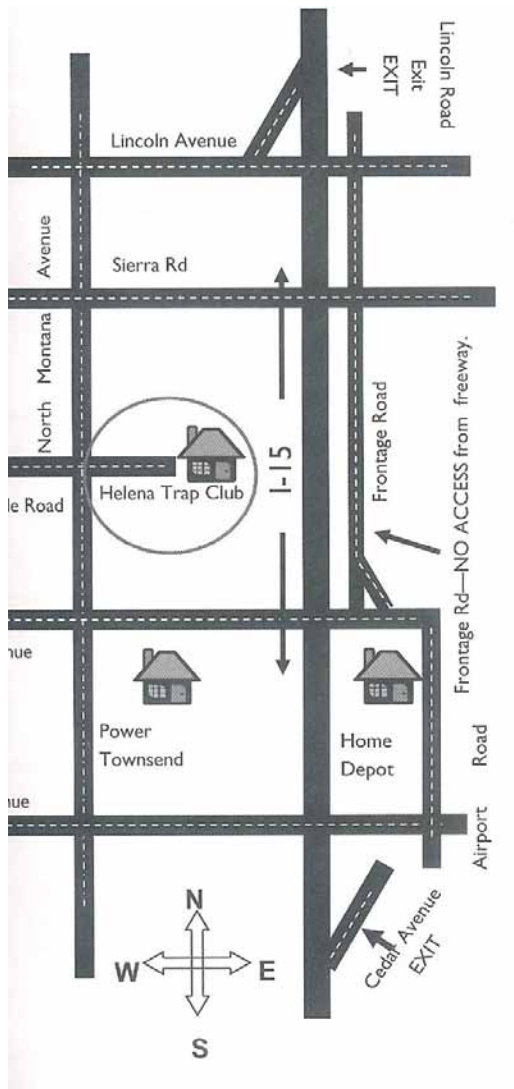 Lincoln Road
Exit
EXIT
Lincoln Avenue
Sierra Rd
North Montana Avenue
I-15
Frontage Road
Frontage Rd—NO ACCESS from freeway.
Helena Trap Club
le Road
nue
Power
Townsend
Home
Depot
Airport Road
nue
N
W
E
S
Cedar Avenue
EXIT